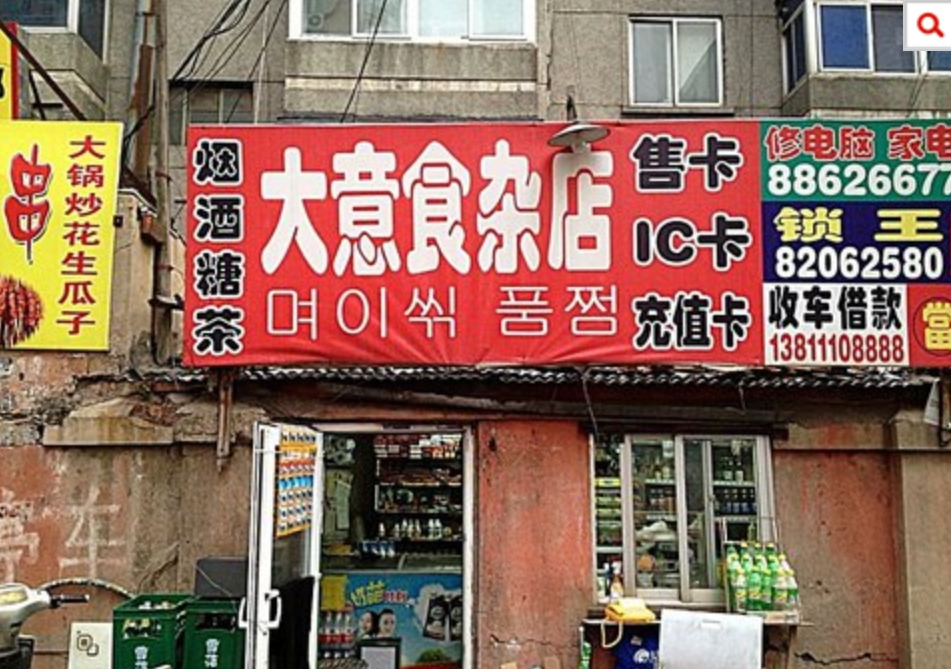 大锅炒花生瓜子
烟酒糖茶
大意食杂店
며이씪 품쩜
售卡
IC卡
充值卡
修电脑 家电
88626677
锁王
82062580
收车借款
13811108888
當